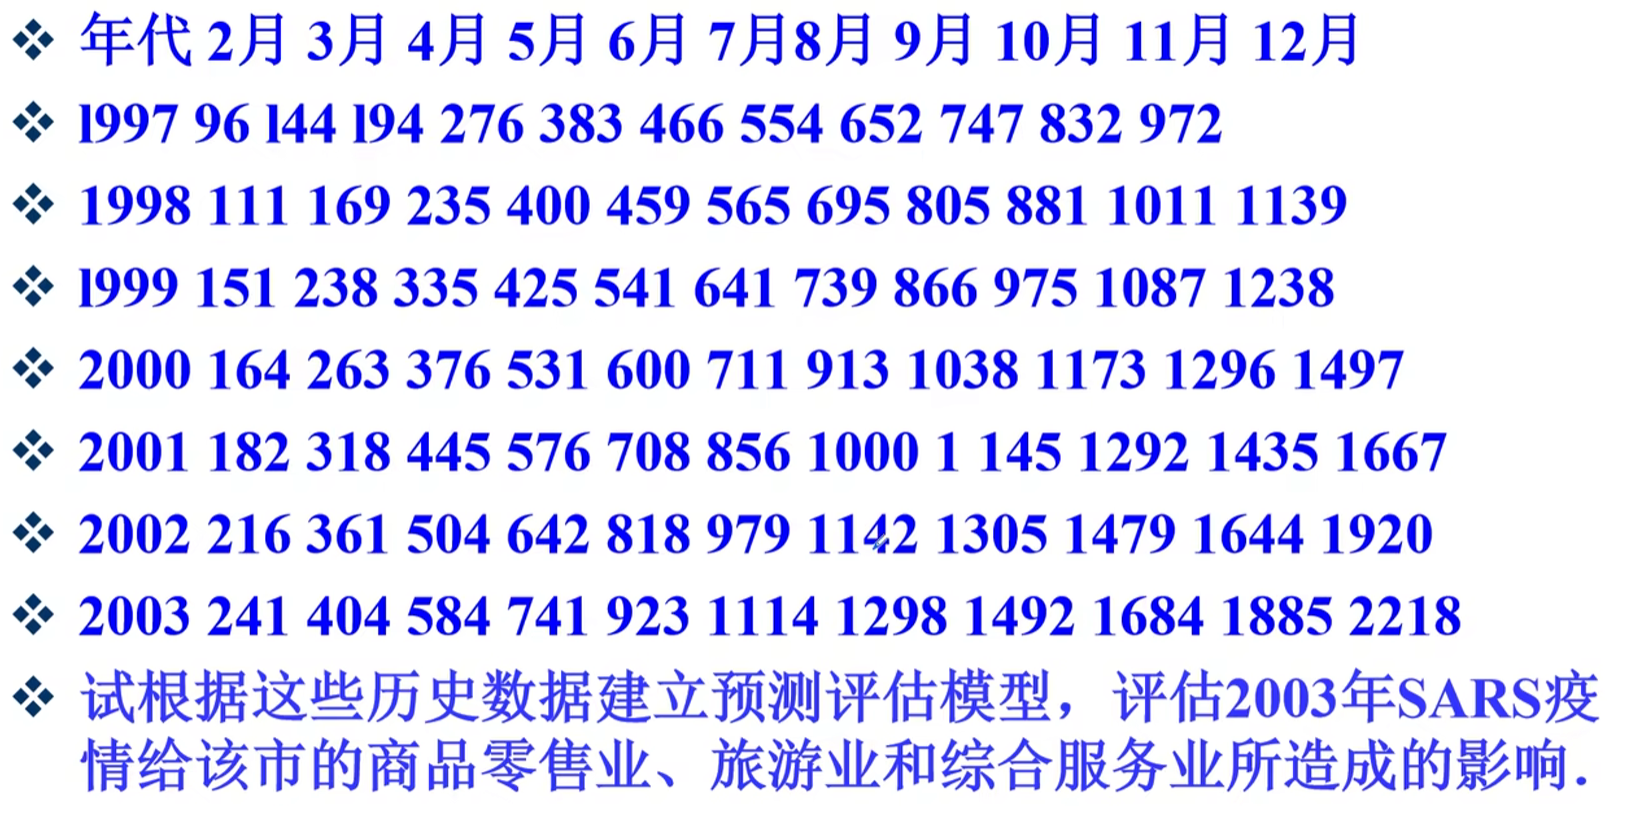 ❖ 年代 2月 3月 4月 5月 6月 7月8月 9月 10月 11月 12月
❖ l997 96 l44 l94 276 383 466 554 652 747 832 972
❖ 1998 111 169 235 400 459 565 695 805 881 1011 1139
❖ l999 151 238 335 425 541 641 739 866 975 1087 1238
❖ 2000 164 263 376 531 600 711 913 1038 1173 1296 1497
❖ 2001 182 318 445 576 708 856 1000 1 145 1292 1435 1667
❖ 2002 216 361 504 642 818 979 1142 1305 1479 1644 1920
❖ 2003 241 404 584 741 923 1114 1298 1492 1684 1885 2218
❖ 试根据这些历史数据建立预测评估模型，评估2003年SARS疫
情给该市的商品零售业、旅游业和综合服务业所造成的影响．